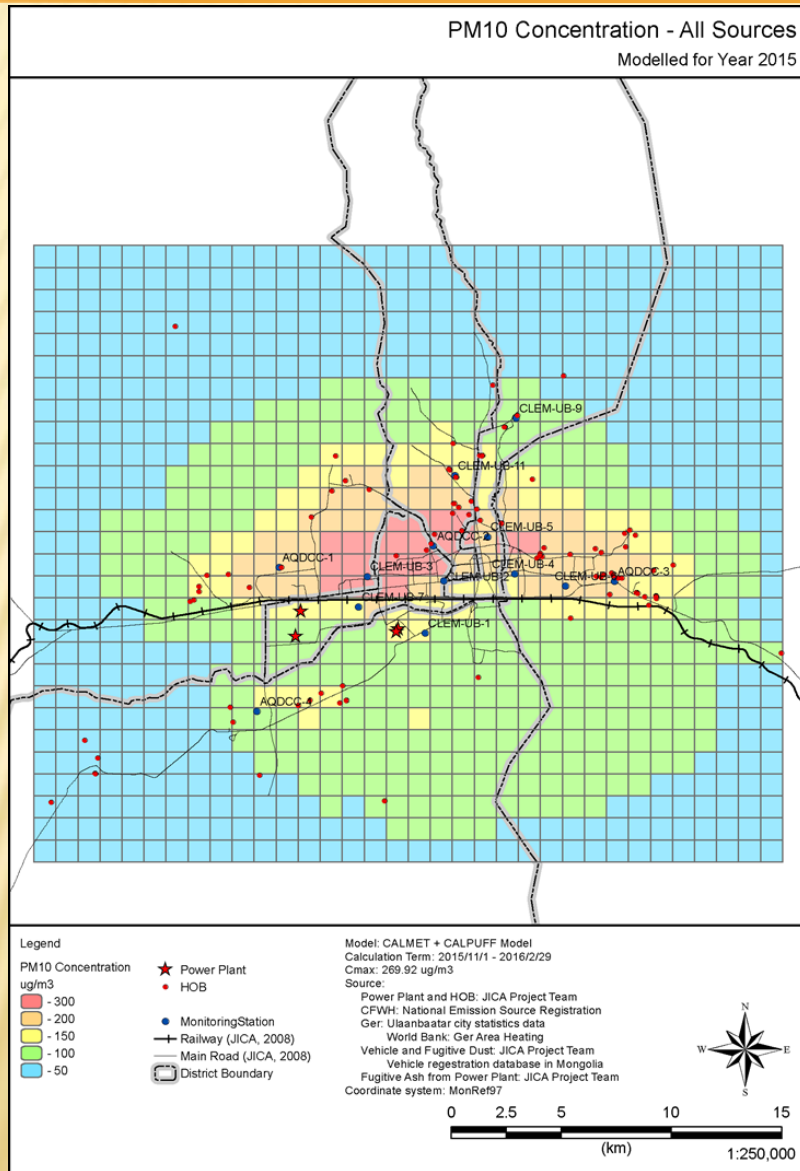 PM10 Concentration - All Sources
Modelled for Year 2015
CLEM-UB-9
CLEM-UB-11
CLEM-UB-5
AQDCC-2
AQDCC-1
CLEM-UB-3
CLEM-UB-4
CLEM-UB-2
CLEM-UB-6
AQDCC-3
CLEM-UB-7
CLEM-UB-1
AQDCC-4
Legend
PM10 Concentration
ug/m3
- 300
- 200
- 150
- 100
- 50
Power Plant
HOB
MonitoringStation
Railway (JICA, 2008)
Main Road (JICA, 2008)
District Boundary
Model: CALMET + CALPUFF Model
Calculation Term: 2015/11/1 - 2016/2/29
Cmax: 269.92 ug/m3
Source:
Power Plant and HOB: JICA Project Team
CFWH: National Emission Source Registration
Ger: Ulaanbaatar city statistics data
World Bank: Ger Area Heating
Vehicle and Fugitive Dust: JICA Project Team
Vehicle regestration database in Mongolia
Fugitive Ash from Power Plant: JICA Project Team
Coordinate system: MonRef97
N
W E
S
0 2.5 5 10 15
(km)
1:250,000